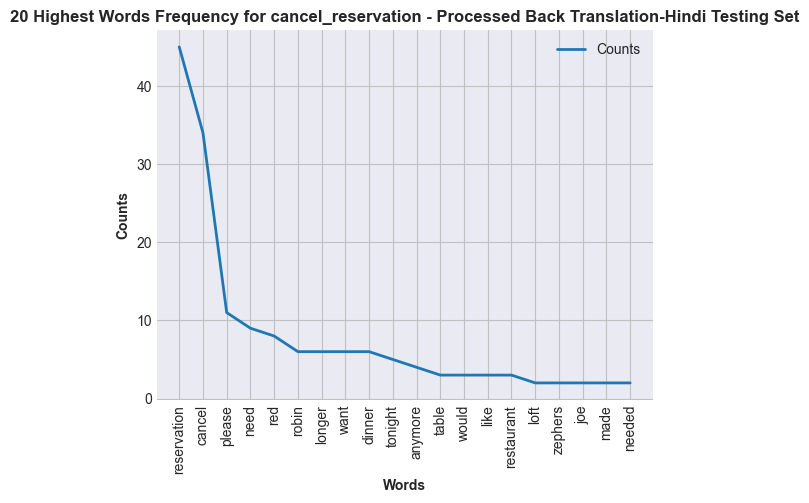 20 Highest Words Frequency for cancel_reservation - Processed Back Translation-Hindi Testing Set
Counts
40
30
20
10
0
Counts
reservation
cancel
please
need
red
robin
longer
want
dinner
tonight
anymore
table
would
like
restaurant
loft
zephers
joe
made
needed
Words